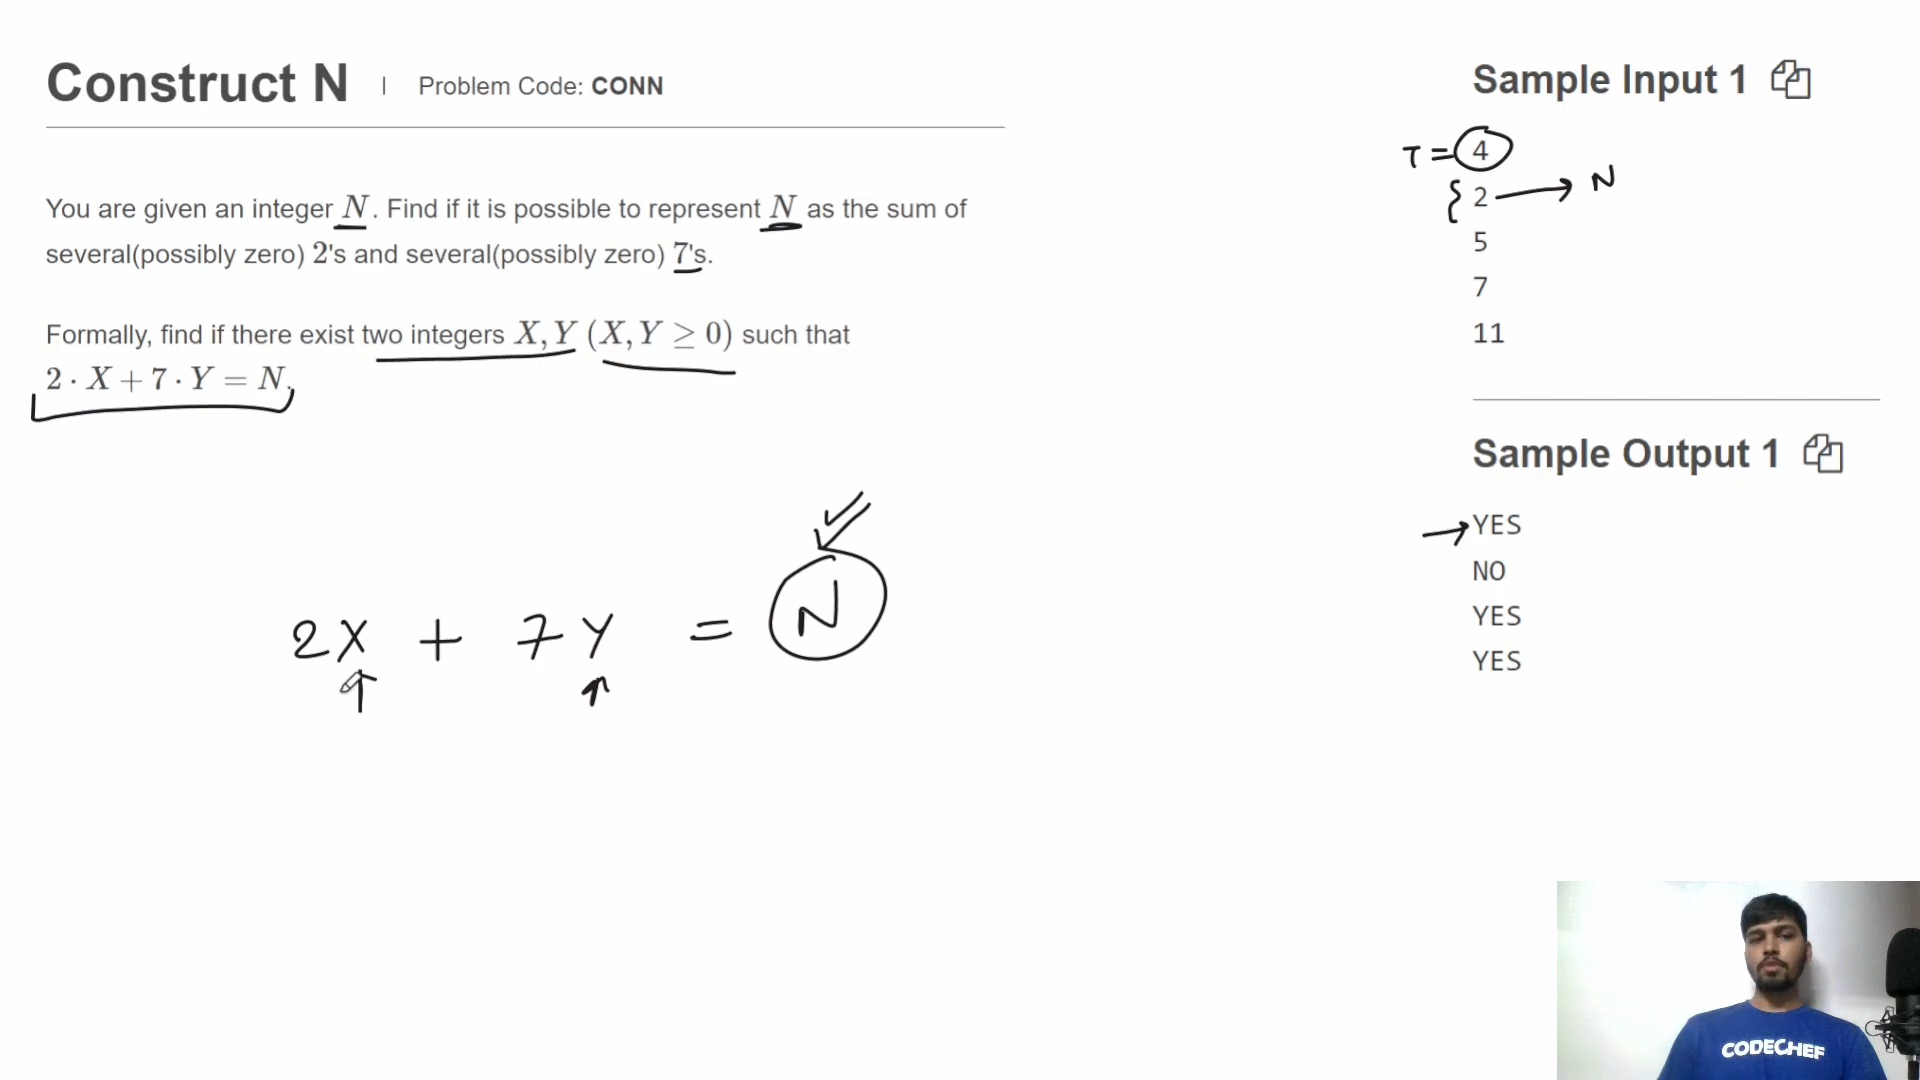 Construct N | Problem Code: CONN
You are given an integer N. Find if it is possible to represent N as the sum of
several(possibly zero) 2's and several(possibly zero) 7's.
Formally, find if there exist two integers X, Y (X, Y ≥ 0) such that
2 · X + 7 · Y = N.
2X + 7Y = N
Sample Input 1
T = 4
2 → N
5
7
11
Sample Output 1
YES
NO
YES
YES
CODECHEF